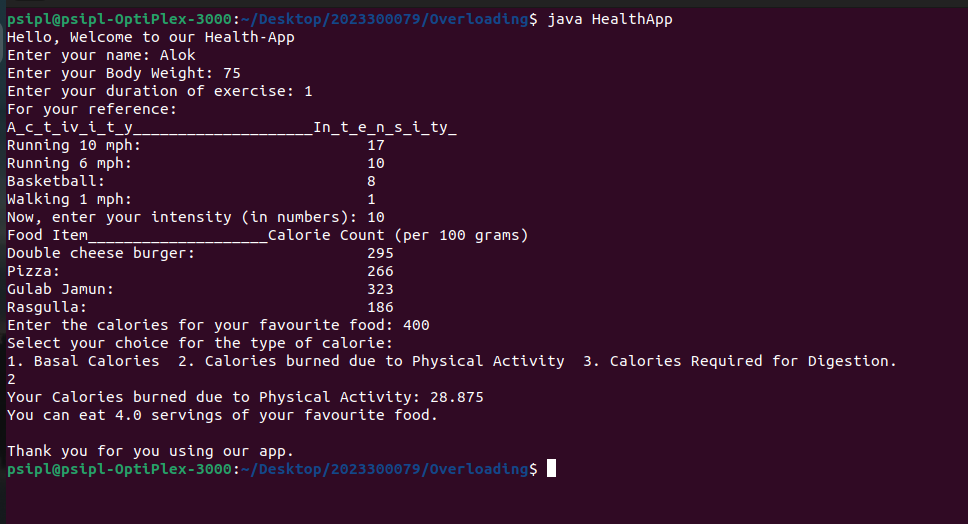 psipl@psipl-OptiPlex-3000:~/Desktop/2023300079/Overloading$ java HealthApp
Hello, Welcome to our Health-App
Enter your name: Alok
Enter your Body Weight: 75
Enter your duration of exercise: 1
For your reference:
A_c_t_iv_i_t_y____________________In_t_e_n_s_i_ty_
Running 10 mph:                         17
Running 6 mph:                          10
Basketball:                             8
Walking 1 mph:                          1
Now, enter your intensity (in numbers): 10
Food Item____________________Calorie Count (per 100 grams)
Double cheese burger:                   295
Pizza:                                  266
Gulab Jamun:                            323
Rasgulla:                               186
Enter the calories for your favourite food: 400
Select your choice for the type of calorie:
1. Basal Calories  2. Calories burned due to Physical Activity  3. Calories Required for Digestion.
2
Your Calories burned due to Physical Activity: 28.875
You can eat 4.0 servings of your favourite food.

Thank you for you using our app.
psipl@psipl-OptiPlex-3000:~/Desktop/2023300079/Overloading$